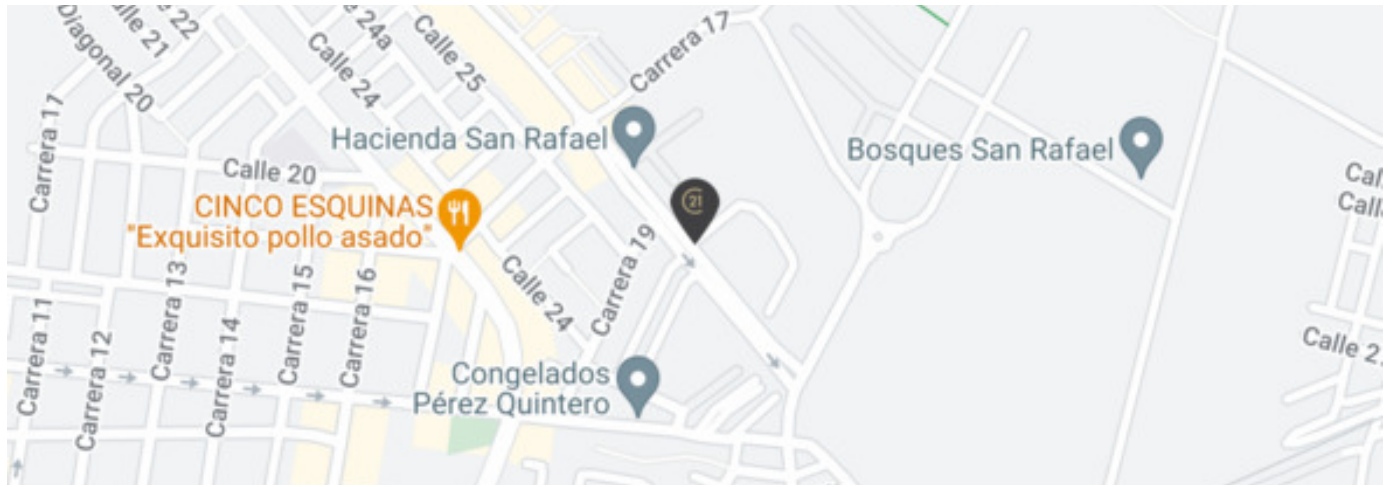 Calle 22
Calle 21
Diagonal 20
Calle 24a
Calle 24
Calle 25
Carrera 17
Carrera 17
Hacienda San Rafael
Bosques San Rafael
Calle 20
CINCO ESQUINAS
"Exquisito pollo asado"
21
Carrera 19
Calle 24
Carrera 11
Carrera 12
Carrera 13
Carrera 14
Carrera 15
Carrera 16
Congelados
Pérez Quintero